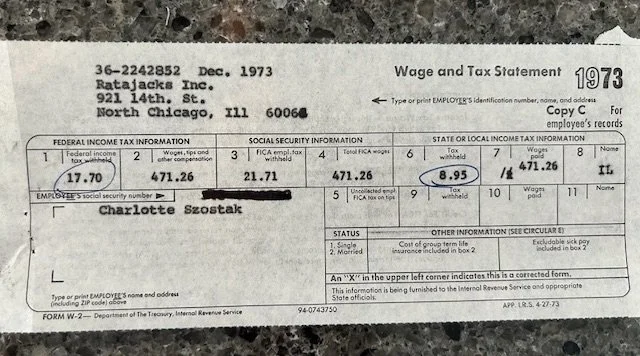 36-2242852 Dec. 1973
Ratajacks Inc.
921 14th. St.
North Chicago, Ill 60064
Wage and Tax Statement 1973
← Type or print EMPLOYER'S identification number, name, and address
Copy C For
employee's records
FEDERAL INCOME TAX INFORMATION SOCIAL SECURITY INFORMATION STATE OR LOCAL INCOME TAX INFORMATION
1 Federal income tax withheld 2 Wages, tips and other compensation 3 FICA empl. tax withheld 4 Total FICA wages 6 Tax withheld 7 Wages paid 8 Name
17.70 471.26 21.71 471.26 8.95 471.26 IL
EMPLOYEE'S social security number ► 5 Uncollected empl FICA tax on tips 9 Tax withheld 10 Wages paid 11 Name
Charlotte Szostak
STATUS OTHER INFORMATION (SEE CIRCULAR E)
1. Single
2. Married
Cost of group term life insurance included in box 2
Excludable sick pay included in box 2
An "X" in the upper left corner indicates this is a corrected form.
Type or print EMPLOYEE'S name and address
(including ZIP code) above
This information is being furnished to the Internal Revenue Service and appropriate
State officials.
FORM W-2— Department of The Treasury, Internal Revenue Service 94-0743750 APP. I.R.S. 4-27-73